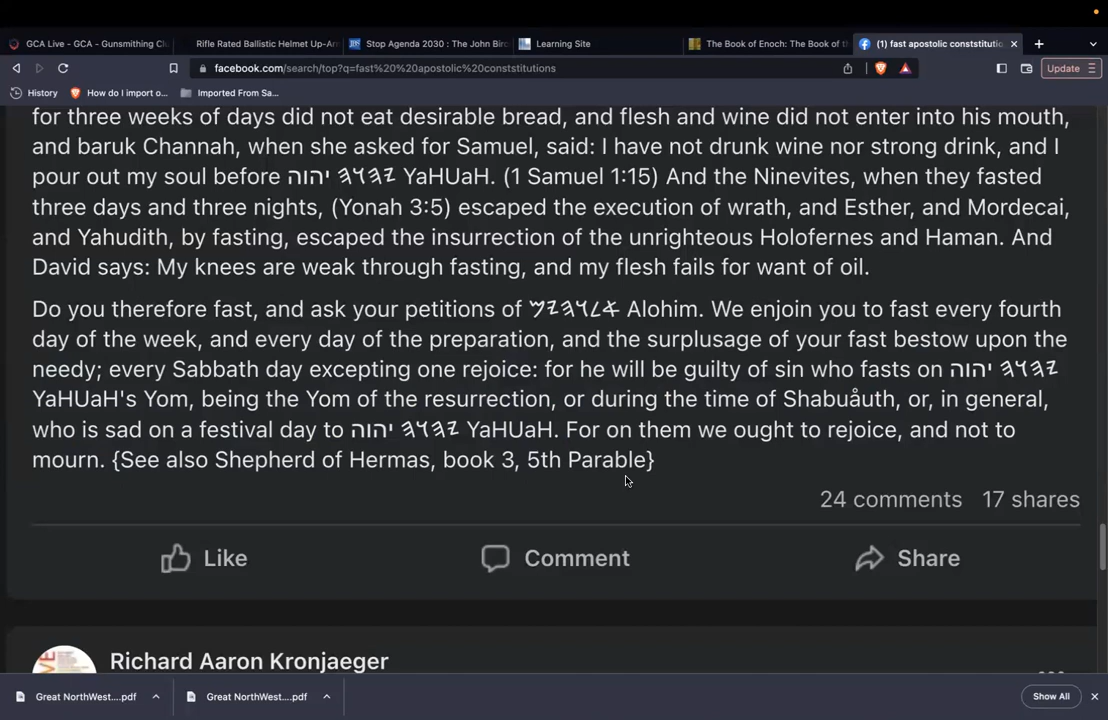 GCA Live - GCA - Gunsmithing Clu
Rifle Rated Ballistic Helmet Up-Ar
Stop Agenda 2030 : The John Birc
Learning Site
The Book of Enoch: The Book of th
(1) fast apostolic conststitutio
facebook.com/search/top?q=fast%20%20apostolic%20conststitutions
Update
History
How do I import o...
Imported From Sa...
for three weeks of days did not eat desirable bread, and flesh and wine did not enter into his mouth,
and baruk Channah, when she asked for Samuel, said: I have not drunk wine nor strong drink, and I
pour out my soul before יהוה 𐤉𐤄𐤅𐤄 YaHUaH. (1 Samuel 1:15) And the Ninevites, when they fasted
three days and three nights, (Yonah 3:5) escaped the execution of wrath, and Esther, and Mordecai,
and Yahudith, by fasting, escaped the insurrection of the unrighteous Holofernes and Haman. And
David says: My knees are weak through fasting, and my flesh fails for want of oil.
Do you therefore fast, and ask your petitions of 𐤀𐤋𐤅𐤄𐤉𐤌 Alohim. We enjoin you to fast every fourth
day of the week, and every day of the preparation, and the surplusage of your fast bestow upon the
needy; every Sabbath day excepting one rejoice: for he will be guilty of sin who fasts on יהוה 𐤉𐤄𐤅𐤄
YaHUaH's Yom, being the Yom of the resurrection, or during the time of Shabuåuth, or, in general,
who is sad on a festival day to יהוה 𐤉𐤄𐤅𐤄 YaHUaH. For on them we ought to rejoice, and not to
mourn. {See also Shepherd of Hermas, book 3, 5th Parable}
24 comments 17 shares
Like Comment Share
Richard Aaron Kronjaeger
Great NorthWest....pdf
Great NorthWest....pdf
Show All